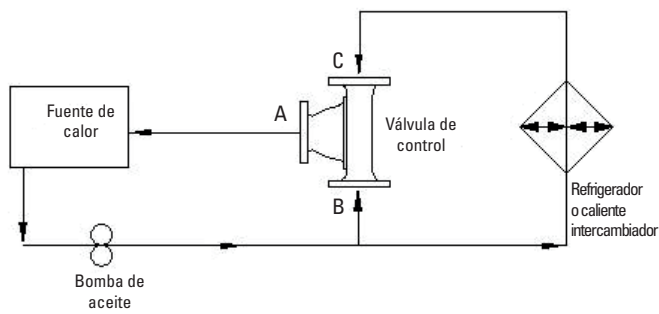 C
Fuente de
calor
A
Válvula de
control
B
Refrigerador
o caliente
intercambiador
Bomba de
aceite